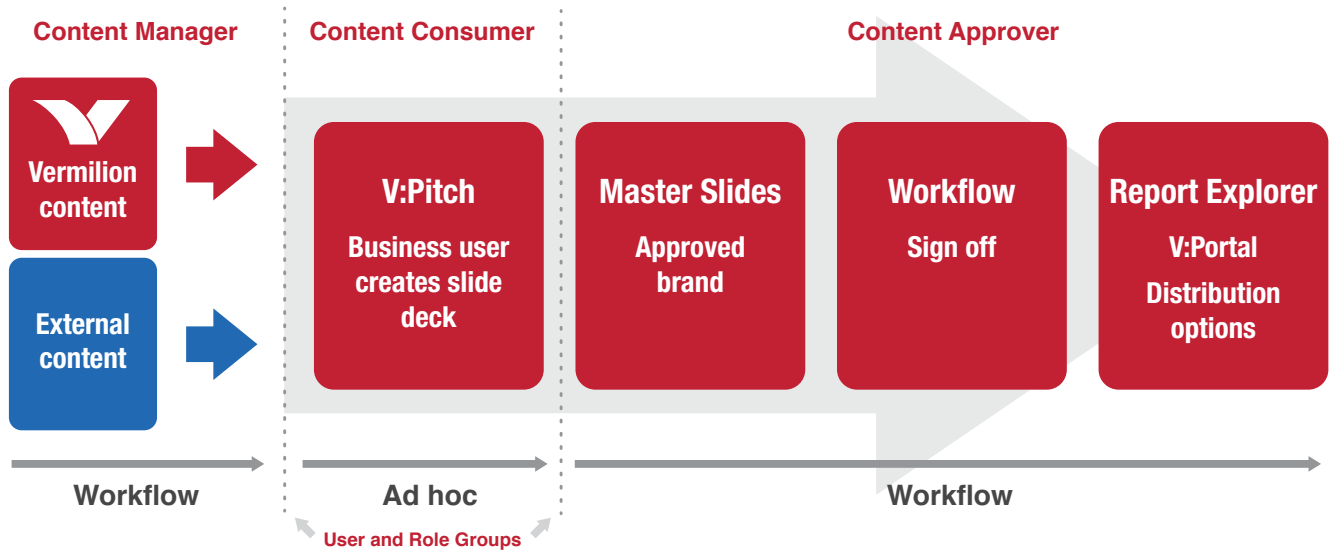 Content Manager
Content Consumer
Content Approver
Vermilion
content
External
content
V:Pitch
Business user
creates slide
deck
Master Slides
Approved
brand
Workflow
Sign off
Report Explorer
V:Portal
Distribution
options
Workflow
Ad hoc
Workflow
User and Role Groups